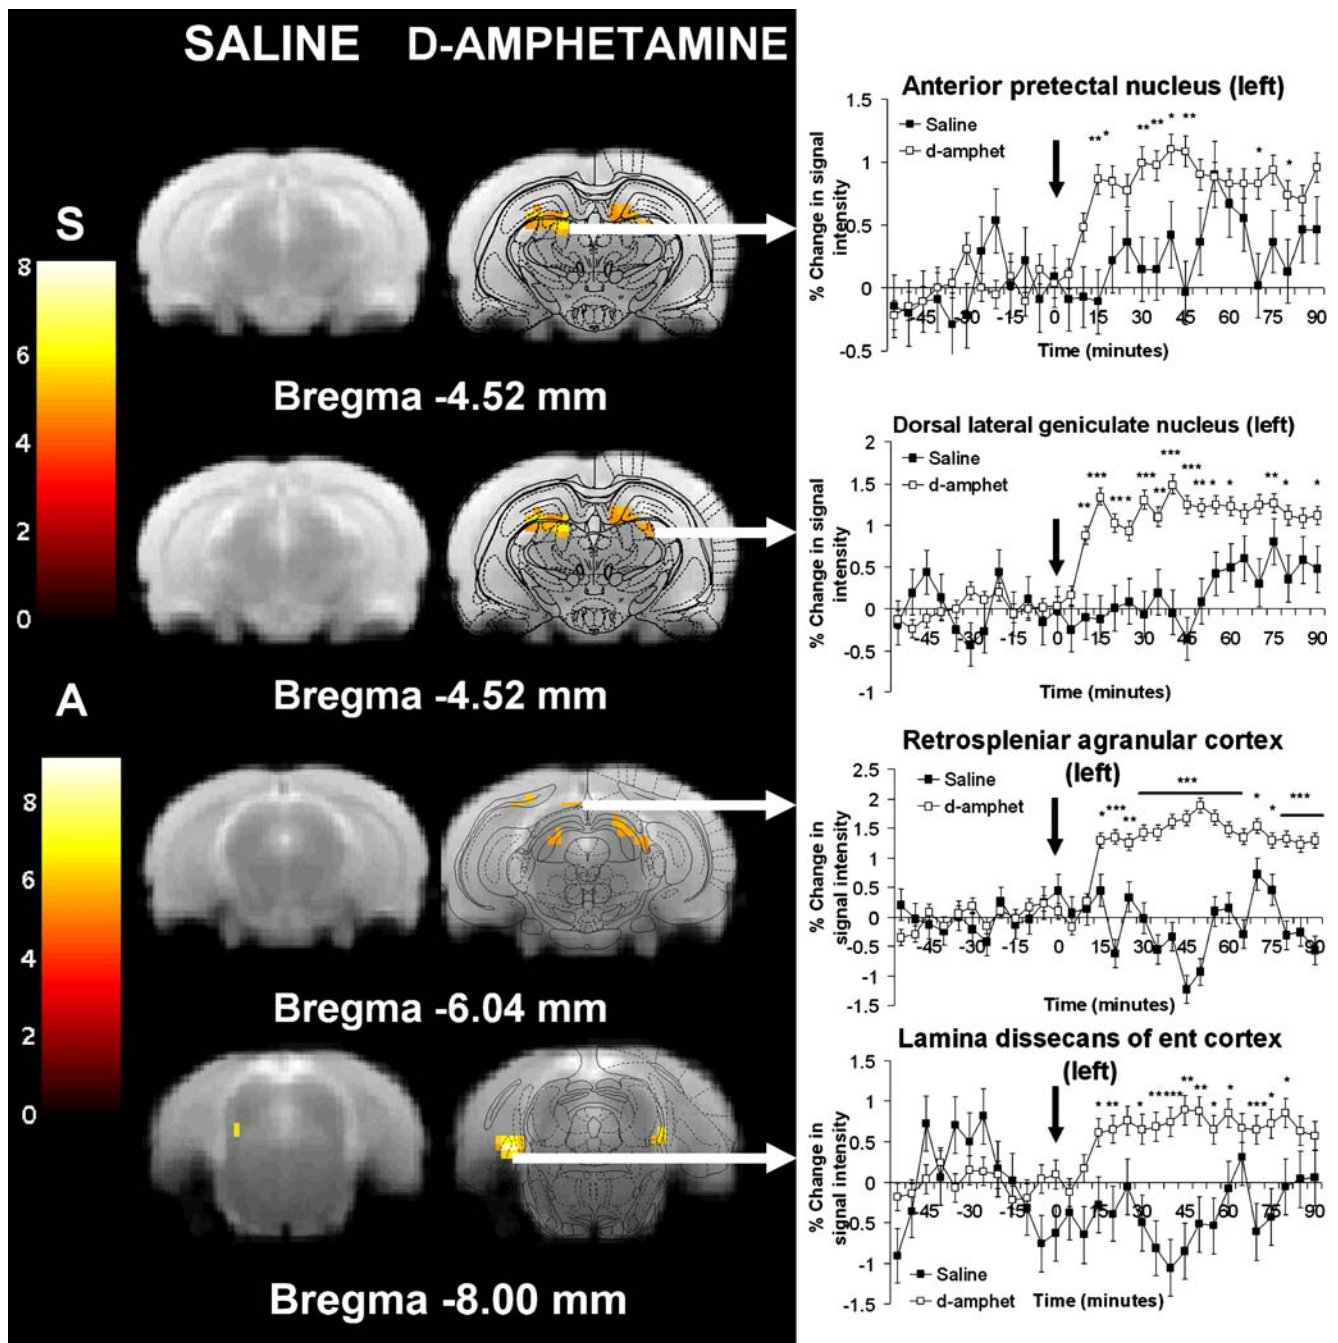 SALINE D-AMPHETAMINE
S
8
6
4
2
0
Bregma -4.52 mm
Bregma -4.52 mm
A
8
6
4
2
0
Bregma -6.04 mm
Bregma -8.00 mm
Anterior pretectal nucleus (left)
% Change in signal
intensity
1.5
1
0.5
0
-0.5
Saline
d-amphet
** * ** ** * ** * *
-45 -30 -15 0 15 30 45 60 75 90
Time (minutes)
Dorsal lateral geniculate nucleus (left)
% Change in signal
intensity
2
1.5
1
0.5
0
-0.5
-1
Saline
d-amphet
** *** ** * *** ** *** *** ** * * ** * *
-45 -30 -15 0 15 30 45 60 75 90
Time (minutes)
Retrospleniar agranular cortex
(left)
% Change in
signal intensity
2.5
2
1.5
1
0.5
0
-0.5
-1
-1.5
Saline
d-amphet
* *** ** *** * * ***
-45 -30 -15 0 15 30 45 60 75 90
Time (minutes)
Lamina dissecans of ent cortex
(left)
% Change in
signal intensity
1.5
1
0.5
0
-0.5
-1
-1.5
* ** * ***** ** ** * * *** * *
-45 -30 -15 0 15 30 45 60 75 90
Saline
d-amphet
Time (minutes)